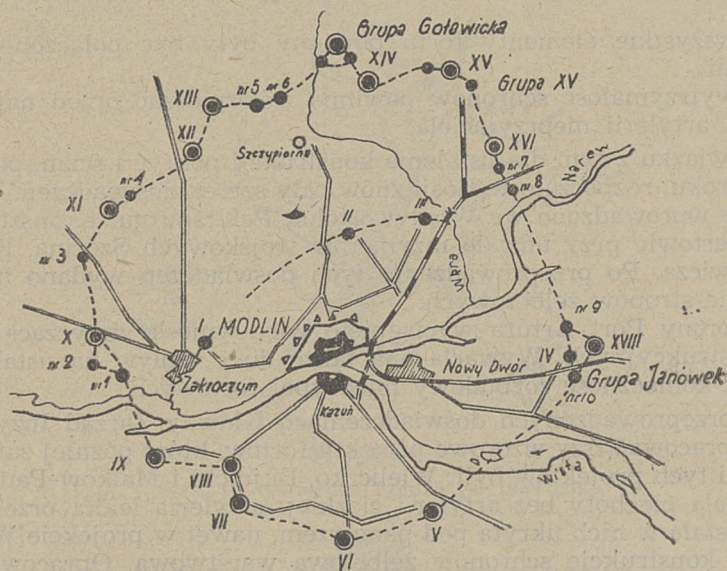 Grupa Goławicka
XIV
XV
Grupa XV
nr 5
nr 6
XIII
XII
Szczypiorno
XVI
nr 7
nr 8
Narew
nr 4
XI
II
III
Wkra
nr 3
nr 9
I
MODLIN
X
XVIII
IV
Nowy Dwór
Zakroczym
nr 2
nr 1
Grupa Janówek
nr 10
Kazuń
IX
VIII
Wisła
VII
V
VI